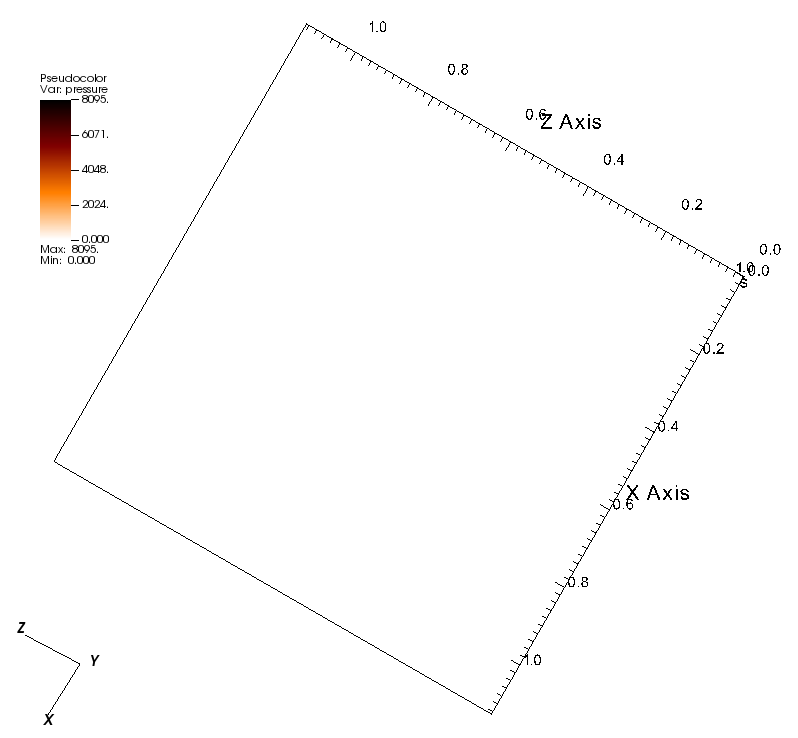 Pseudocolor
Var: pressure
8095.
6071.
4048.
2024.
0.000
Max: 8095.
Min: 0.000
1.0
0.8
0.6
Z Axis
0.4
0.2
0.0
1.0
0.0
0.2
0.4
X Axis
0.6
0.8
1.0
Z
Y
X